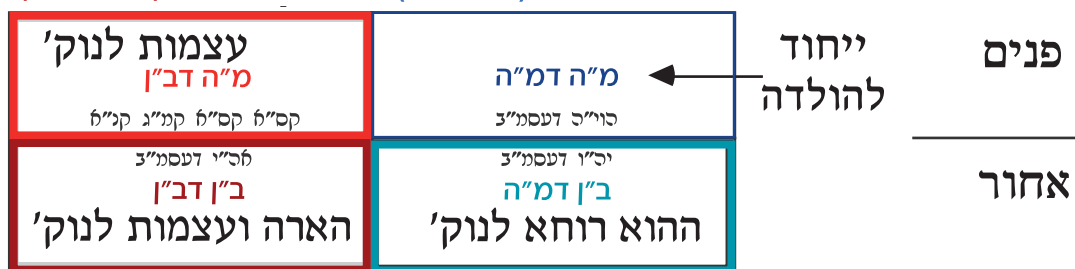 פנים
אחור
ייחוד
להולדה
מ״ה דמ״ה
הוי״ה דעסמ״ב
עצמות לנוק׳
מ״ה דב״ן
קס״א קס״א קמ״ג קנ״א
יה״ו דעסמ״ב
ב״ן דמ״ה
ההוא רוחא לנוק׳
אה״י דעסמ״ב
ב״ן דב״ן
הארה ועצמות לנוק׳